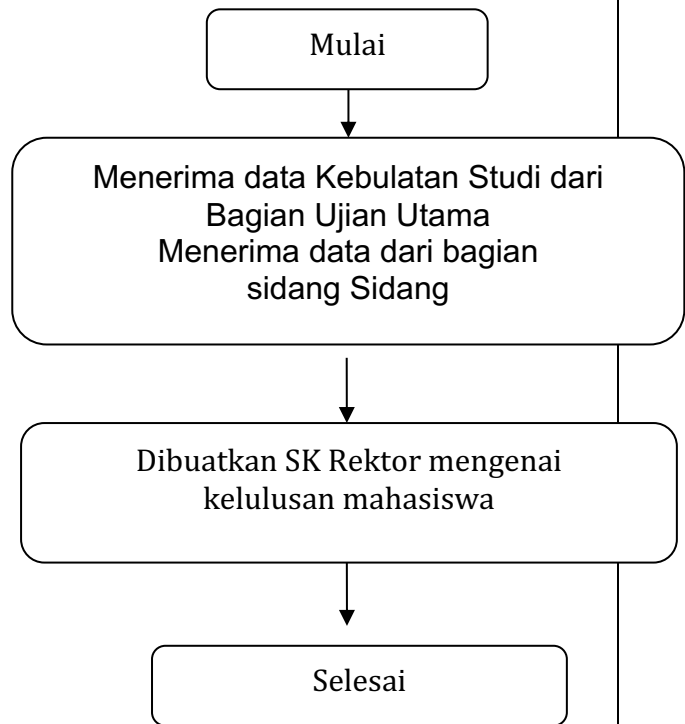 Mulai
Menerima data Kebulatan Studi dari
Bagian Ujian Utama
Menerima data dari bagian
sidang Sidang
Dibuatkan SK Rektor mengenai
kelulusan mahasiswa
Selesai